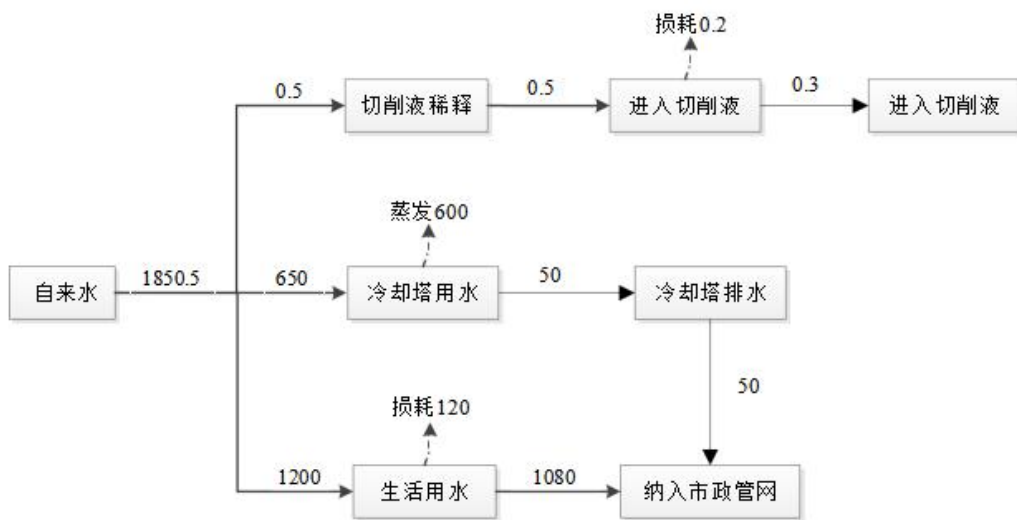 损耗0.2
0.5
切削液稀释
0.5
进入切削液
0.3
进入切削液
蒸发600
自来水
1850.5
650
冷却塔用水
50
冷却塔排水
50
损耗120
1200
生活用水
1080
纳入市政管网